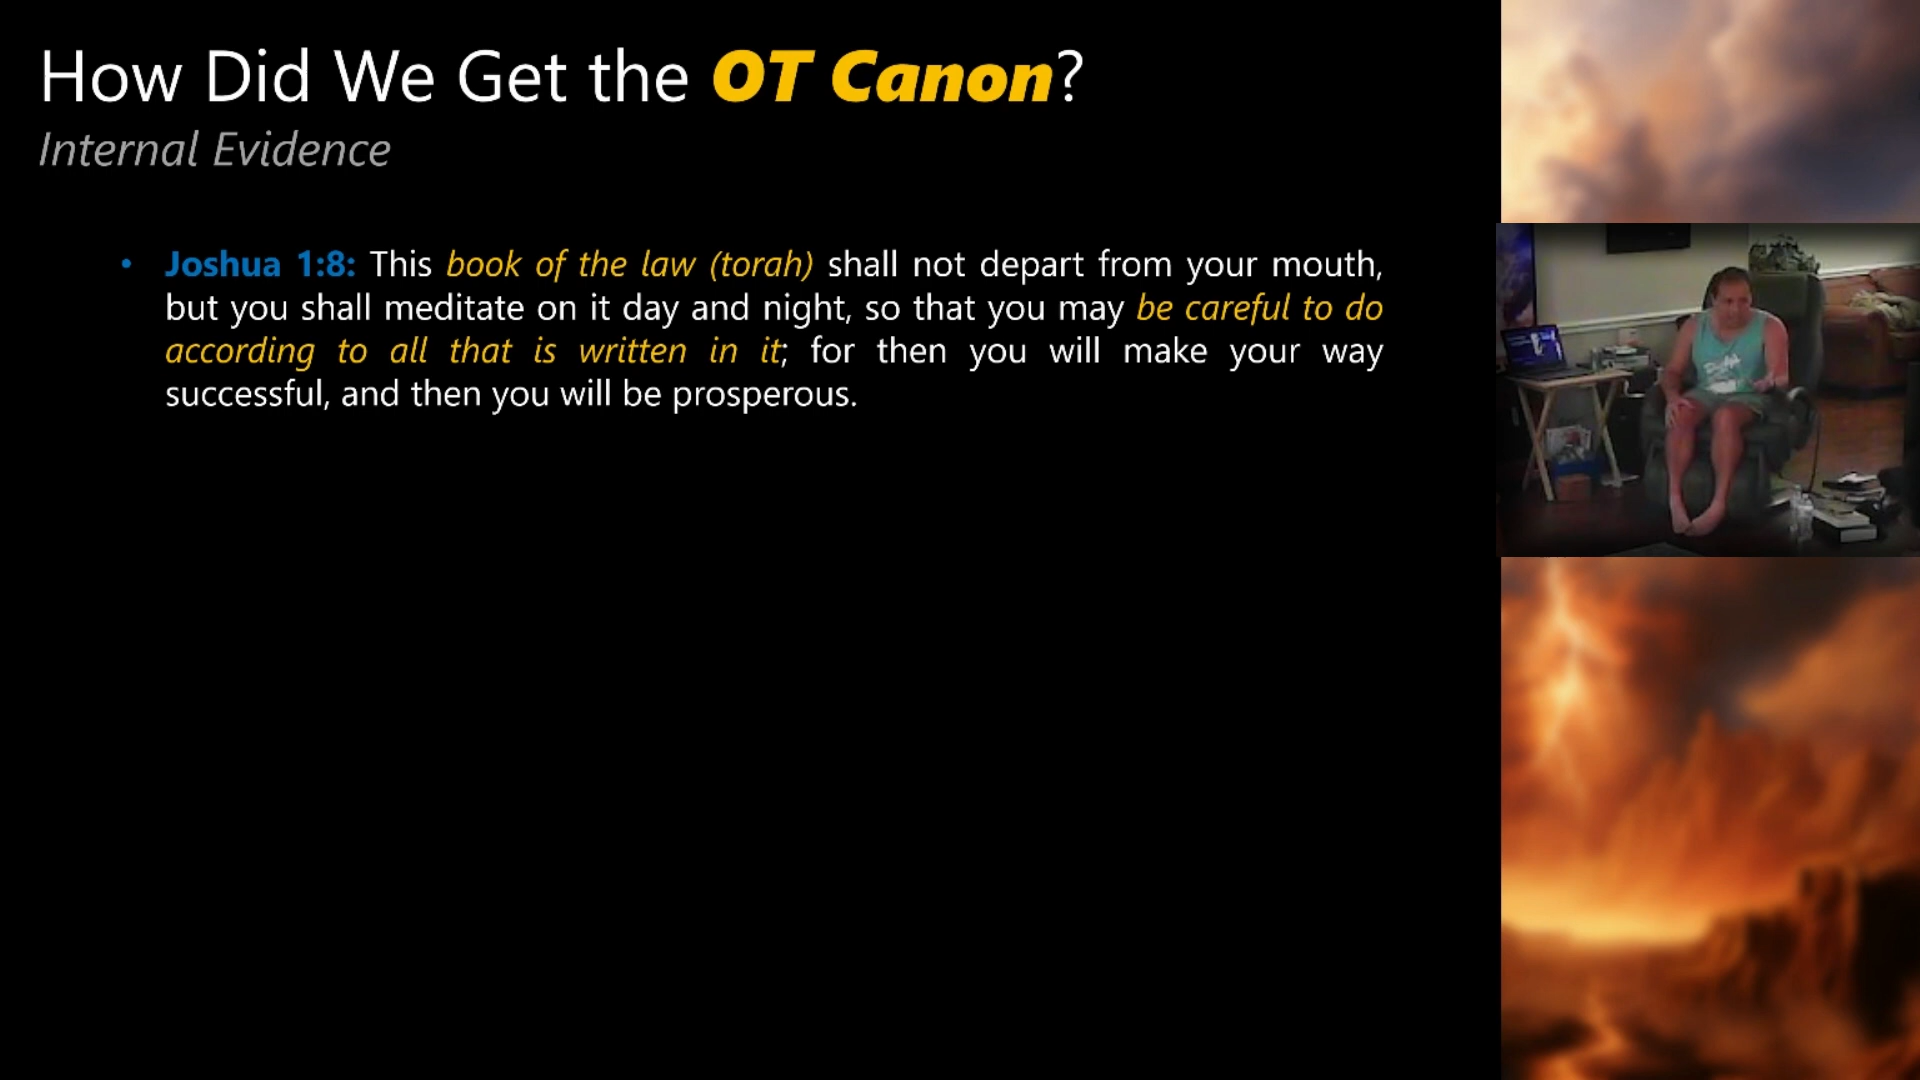 How Did We Get the OT Canon?
Internal Evidence
• Joshua 1:8: This book of the law (torah) shall not depart from your mouth,
but you shall meditate on it day and night, so that you may be careful to do
according to all that is written in it; for then you will make your way
successful, and then you will be prosperous.